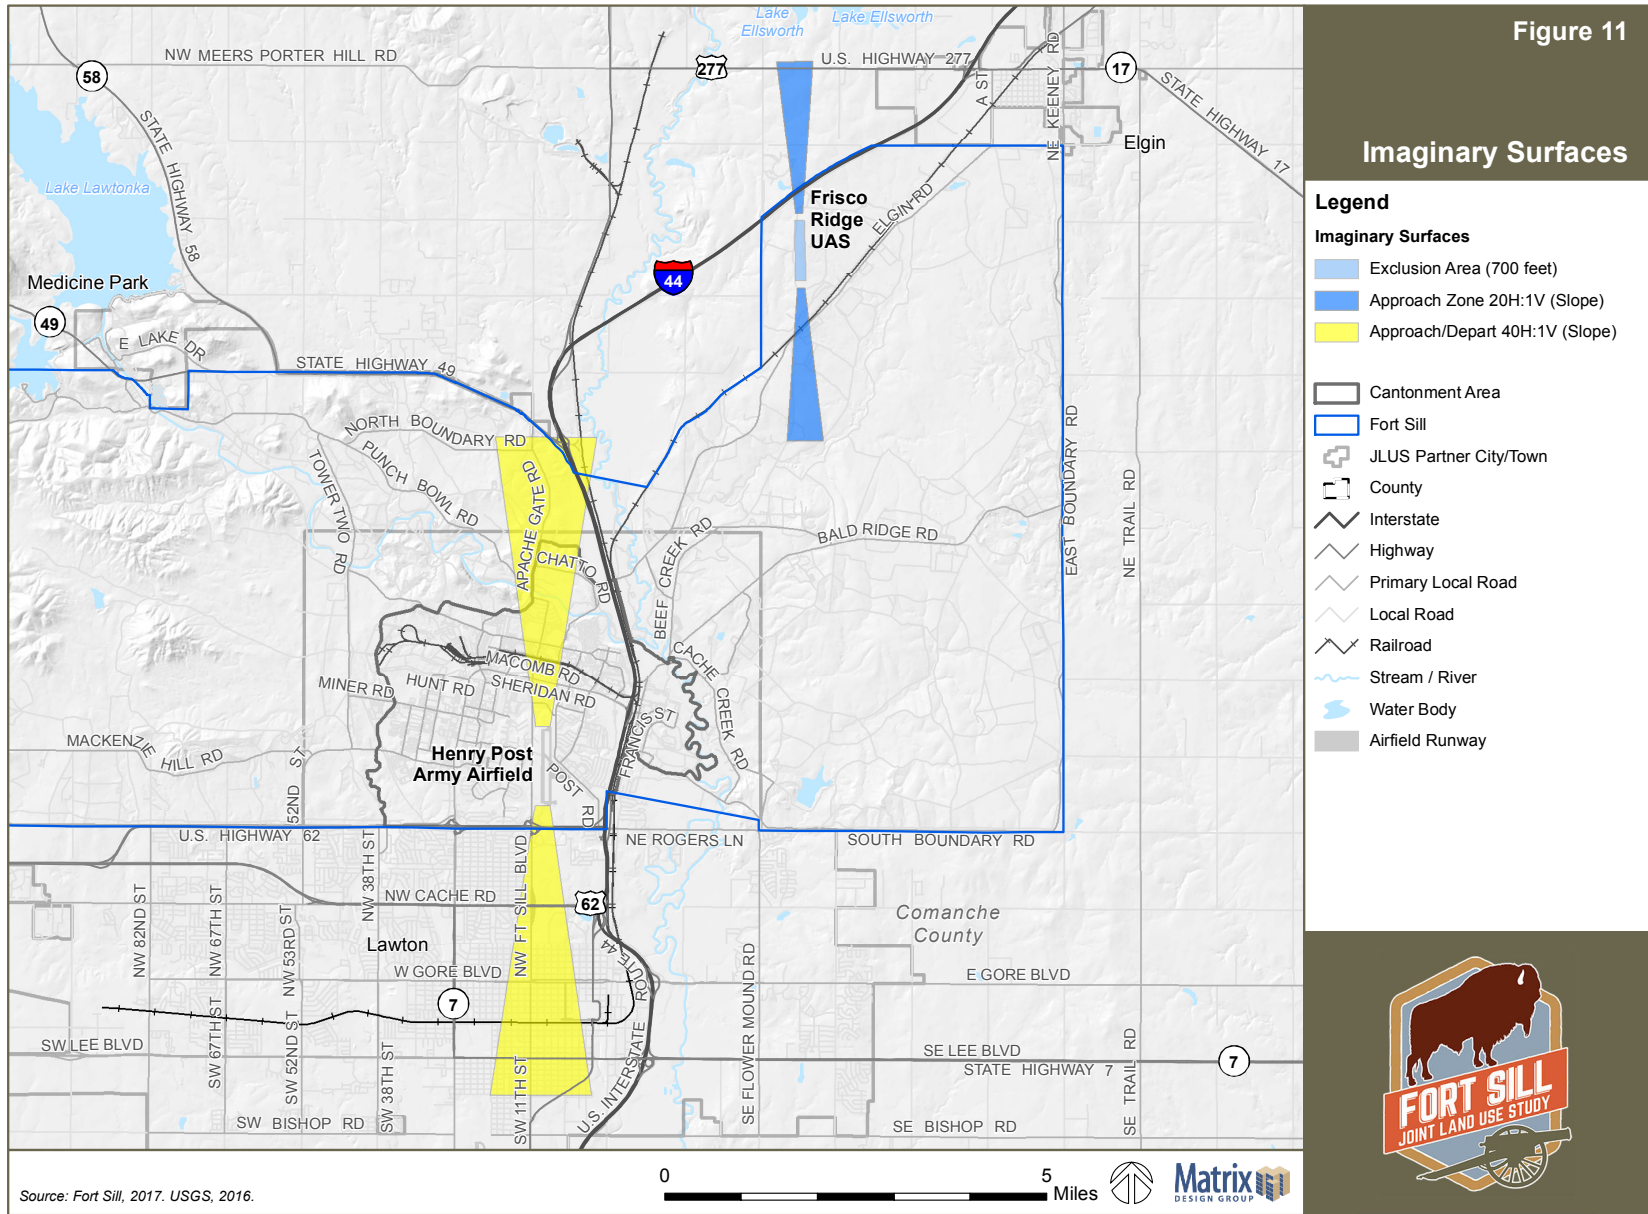 Figure 11
Imaginary Surfaces
Legend
Imaginary Surfaces
Exclusion Area (700 feet)
Approach Zone 20H:1V (Slope)
Approach/Depart 40H:1V (Slope)
Cantonment Area
Fort Sill
JLUS Partner City/Town
County
Interstate
Highway
Primary Local Road
Local Road
Railroad
Stream / River
Water Body
Airfield Runway
FORT SILL
JOINT LAND USE STUDY
Lake
Ellsworth
Lake Ellsworth
NW MEERS PORTER HILL RD
277
U.S. HIGHWAY 277
58
17
A ST
NE KEENEY RD
STATE HIGHWAY 17
STATE HIGHWAY 58
Elgin
Lake Lawtonka
Frisco
Ridge
UAS
ELGIN RD
44
Medicine Park
49
E LAKE DR
STATE HIGHWAY 49
NORTH BOUNDARY RD
PUNCH BOWL RD
TOWER TWO RD
APACHE GATE RD
CHATTO RD
BEEF CREEK RD
BALD RIDGE RD
EAST BOUNDARY RD
NE TRAIL RD
CACHE CREEK RD
MACOMB RD
SHERIDAN RD
HUNT RD
MINER RD
FRANCIS ST
MACKENZIE HILL RD
52ND ST
Henry Post
Army Airfield
POST RD
U.S. HIGHWAY 62
NE ROGERS LN
SOUTH BOUNDARY RD
NW 38TH ST
NW FT SILL BLVD
NW CACHE RD
62
NW 82ND ST
NW 67TH ST
NW 53RD ST
Lawton
Comanche
County
W GORE BLVD
E GORE BLVD
7
SE FLOWER MOUND RD
U.S. INTERSTATE ROUTE 44
SW LEE BLVD
SW 67TH ST
SW 52ND ST
SW 38TH ST
SW 11TH ST
SE LEE BLVD
STATE HIGHWAY 7
7
SE TRAIL RD
SW BISHOP RD
SE BISHOP RD
Source: Fort Sill, 2017. USGS, 2016.
0 5
Miles
Matrix
DESIGN GROUP